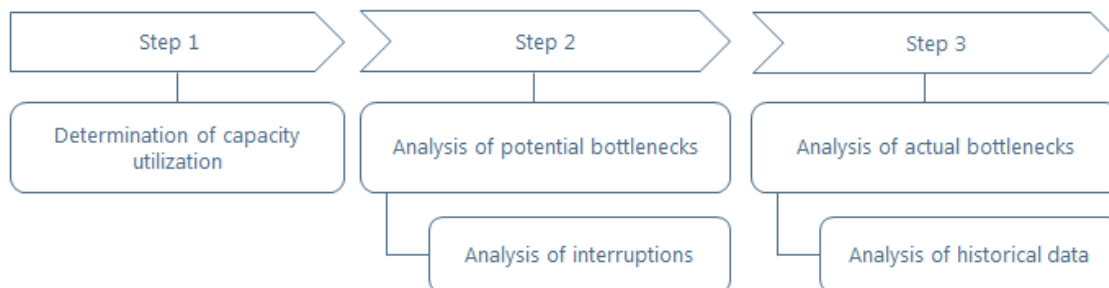 Step 1
Step 2
Step 3
Determination of capacity
utilization
Analysis of potential bottlenecks
Analysis of actual bottlenecks
Analysis of interruptions
Analysis of historical data